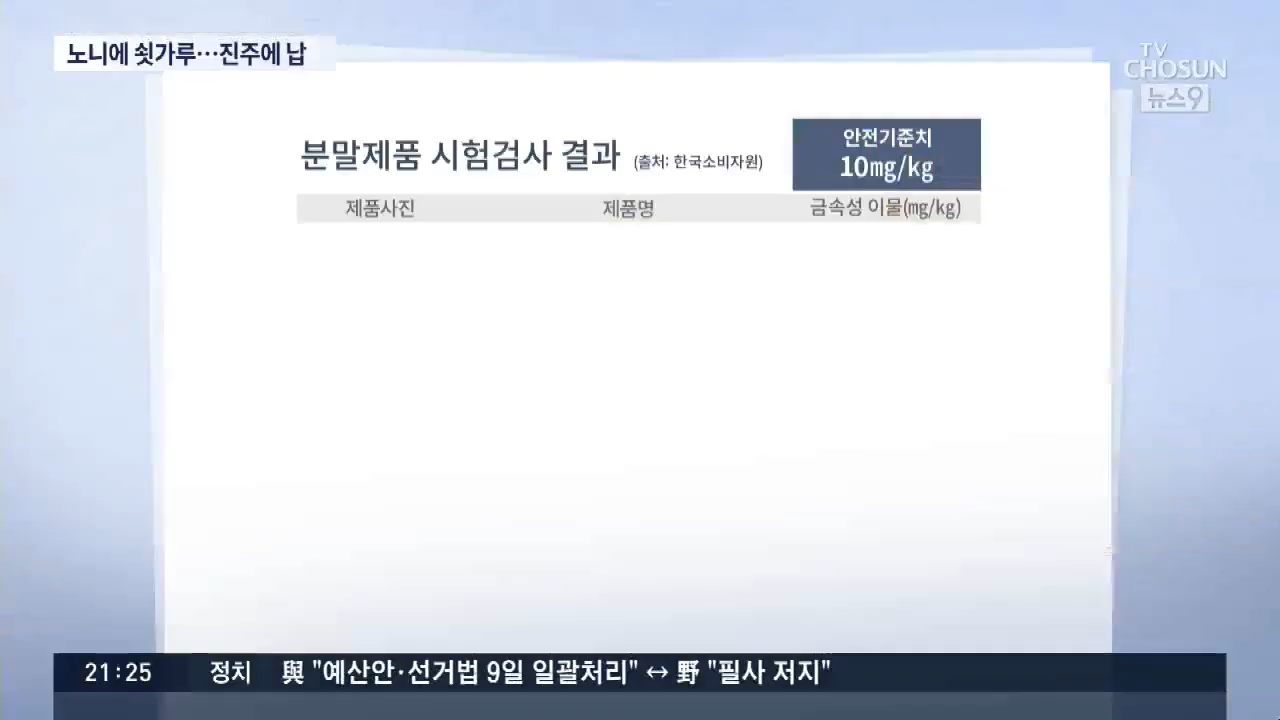 노니에 쇳가루…진주에 납
TV
CHOSUN
뉴스9
분말제품 시험검사 결과 (출처: 한국소비자원)
안전기준치
10mg/kg
제품사진 제품명 금속성 이물(mg/kg)
21:25 정치 與 "예산안·선거법 9일 일괄처리" ↔ 野 "필사 저지"